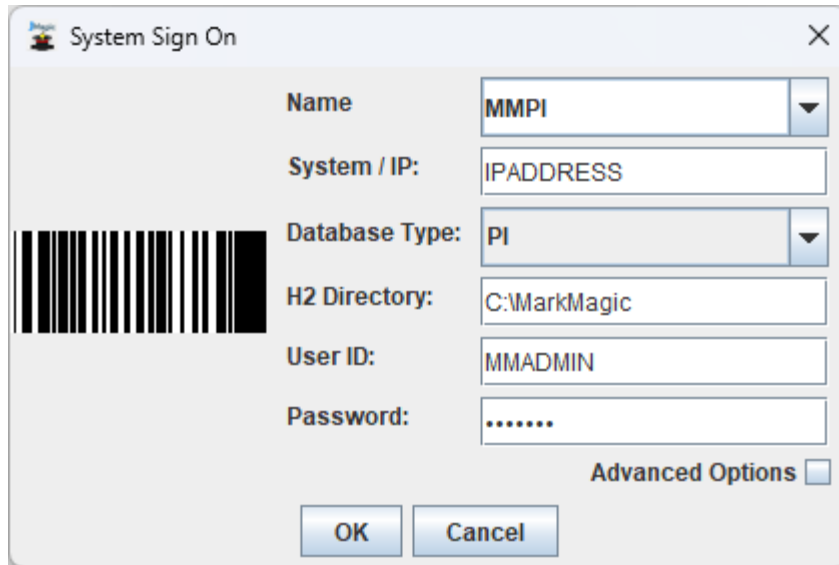 System Sign On
Name MMPI
System / IP: IPADDRESS
Database Type: PI
H2 Directory: C:\MarkMagic
User ID: MMADMIN
Password: •••••••
Advanced Options
OK Cancel